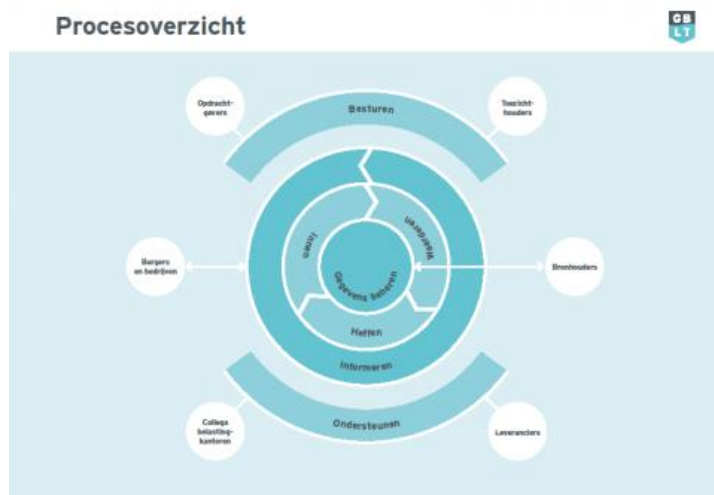 Procesoverzicht
GB
LT
Opdracht-
gevers
Besturen
Toezicht-
houders
Innen
Waarderen
Burgers
en bedrijven
Gegevens beheren
Bronhouders
Heffen
Informeren
Collega
belasting-
kantoren
Ondersteunen
Leveranciers